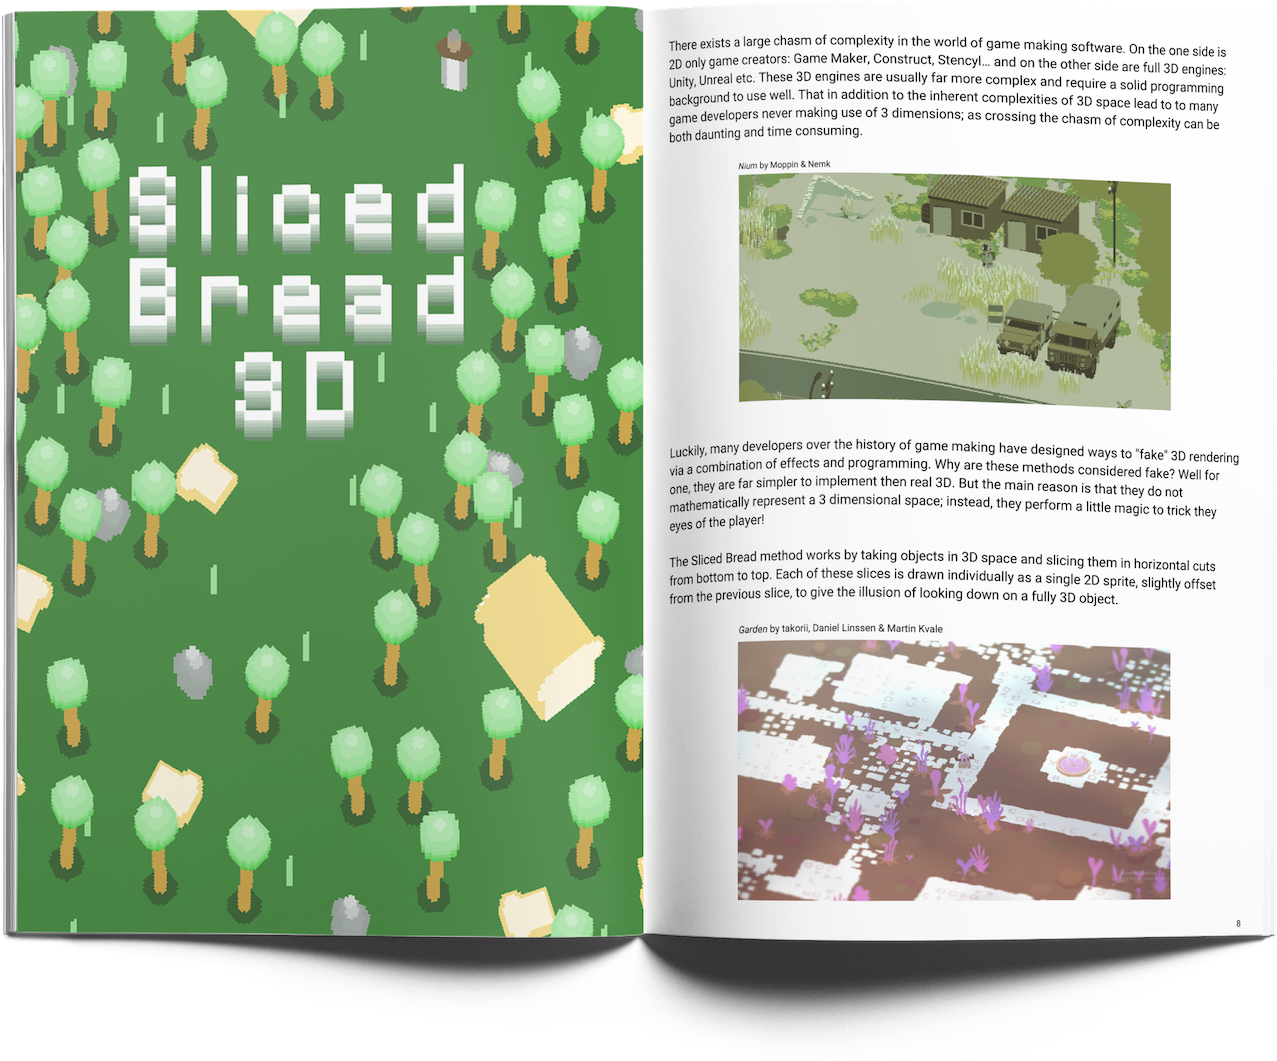 Sliced
Bread
3D
There exists a large chasm of complexity in the world of game making software. On the one side is
2D only game creators: Game Maker, Construct, Stencyl... and on the other side are full 3D engines:
Unity, Unreal etc. These 3D engines are usually far more complex and require a solid programming
background to use well. That in addition to the inherent complexities of 3D space lead to to many
game developers never making use of 3 dimensions; as crossing the chasm of complexity can be
both daunting and time consuming.
Nium by Moppin & Nemk
Luckily, many developers over the history of game making have designed ways to "fake" 3D rendering
via a combination of effects and programming. Why are these methods considered fake? Well for
one, they are far simpler to implement then real 3D. But the main reason is that they do not
mathematically represent a 3 dimensional space; instead, they perform a little magic to trick they
eyes of the player!
The Sliced Bread method works by taking objects in 3D space and slicing them in horizontal cuts
from bottom to top. Each of these slices is drawn individually as a single 2D sprite, slightly offset
from the previous slice, to give the illusion of looking down on a fully 3D object.
Garden by takorii, Daniel Linssen & Martin Kvale
8